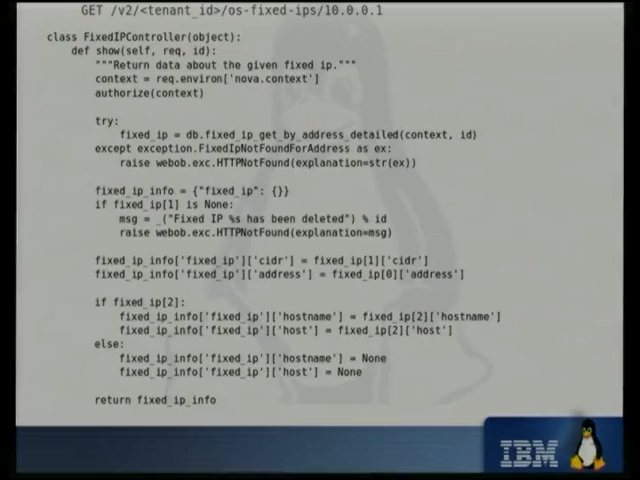 GET /v2/<tenant_id>/os-fixed-ips/10.0.0.1
class FixedIPController(object):
    def show(self, req, id):
        """Return data about the given fixed ip."""
        context = req.environ['nova.context']
        authorize(context)
        try:
            fixed_ip = db.fixed_ip_get_by_address_detailed(context, id)
        except exception.FixedIpNotFoundForAddress as ex:
            raise webob.exc.HTTPNotFound(explanation=str(ex))
        fixed_ip_info = {"fixed_ip": {}}
        if fixed_ip[1] is None:
            msg = _("Fixed IP %s has been deleted") % id
            raise webob.exc.HTTPNotFound(explanation=msg)
        fixed_ip_info['fixed_ip']['cidr'] = fixed_ip[1]['cidr']
        fixed_ip_info['fixed_ip']['address'] = fixed_ip[0]['address']
        if fixed_ip[2]:
            fixed_ip_info['fixed_ip']['hostname'] = fixed_ip[2]['hostname']
            fixed_ip_info['fixed_ip']['host'] = fixed_ip[2]['host']
        else:
            fixed_ip_info['fixed_ip']['hostname'] = None
            fixed_ip_info['fixed_ip']['host'] = None
        return fixed_ip_info
IBM